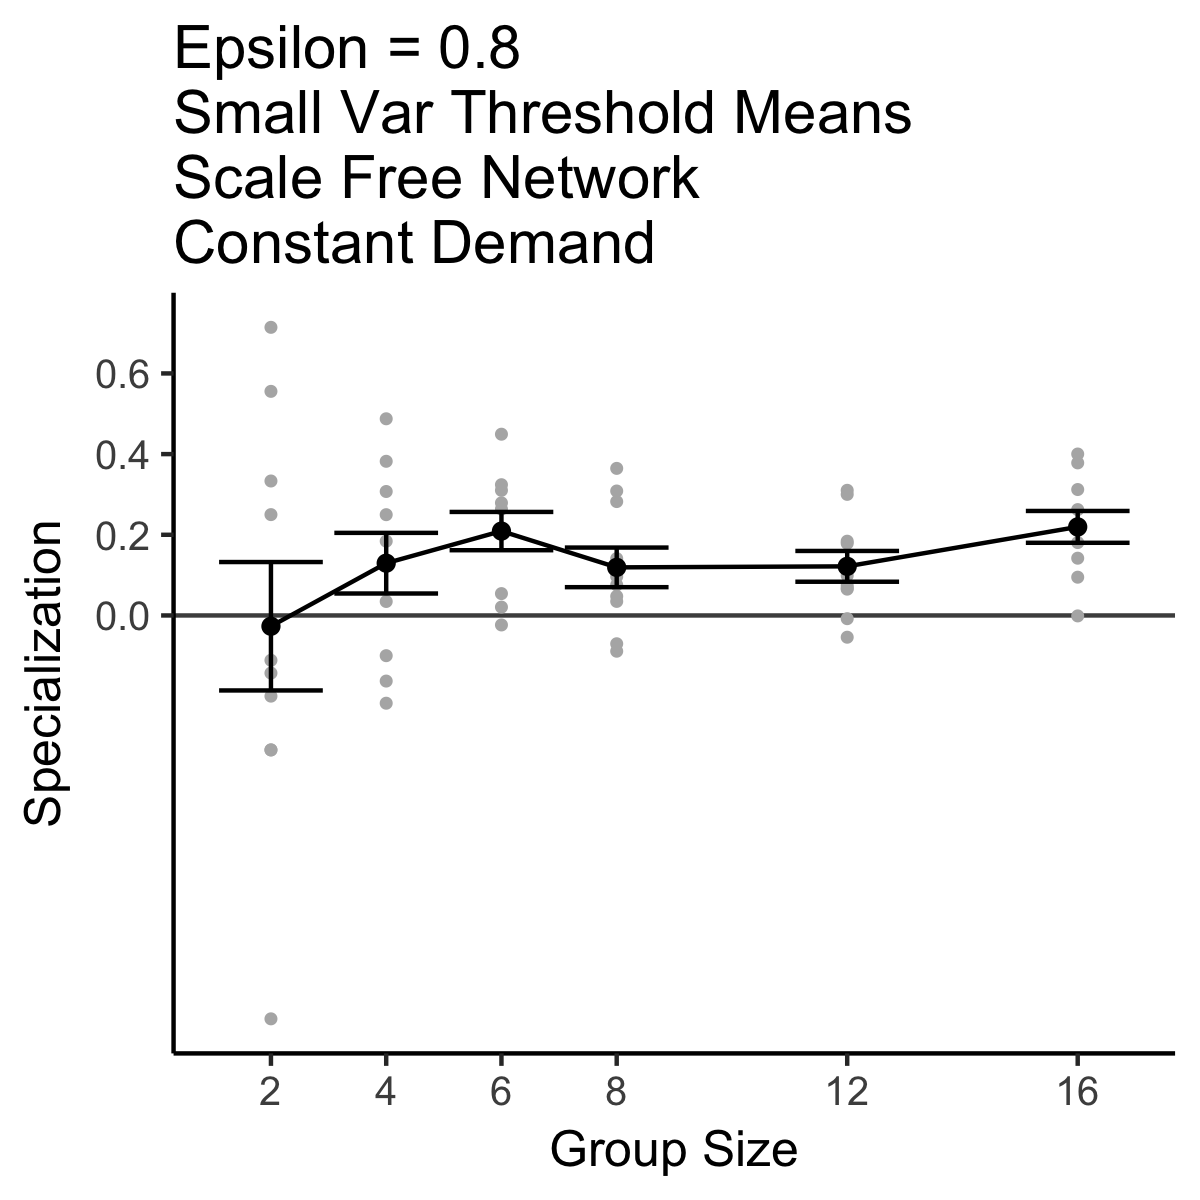 Epsilon = 0.8
Small Var Threshold Means
Scale Free Network
Constant Demand
0.6
0.4
0.2
0.0
Specialization
2 4 6 8 12 16
Group Size